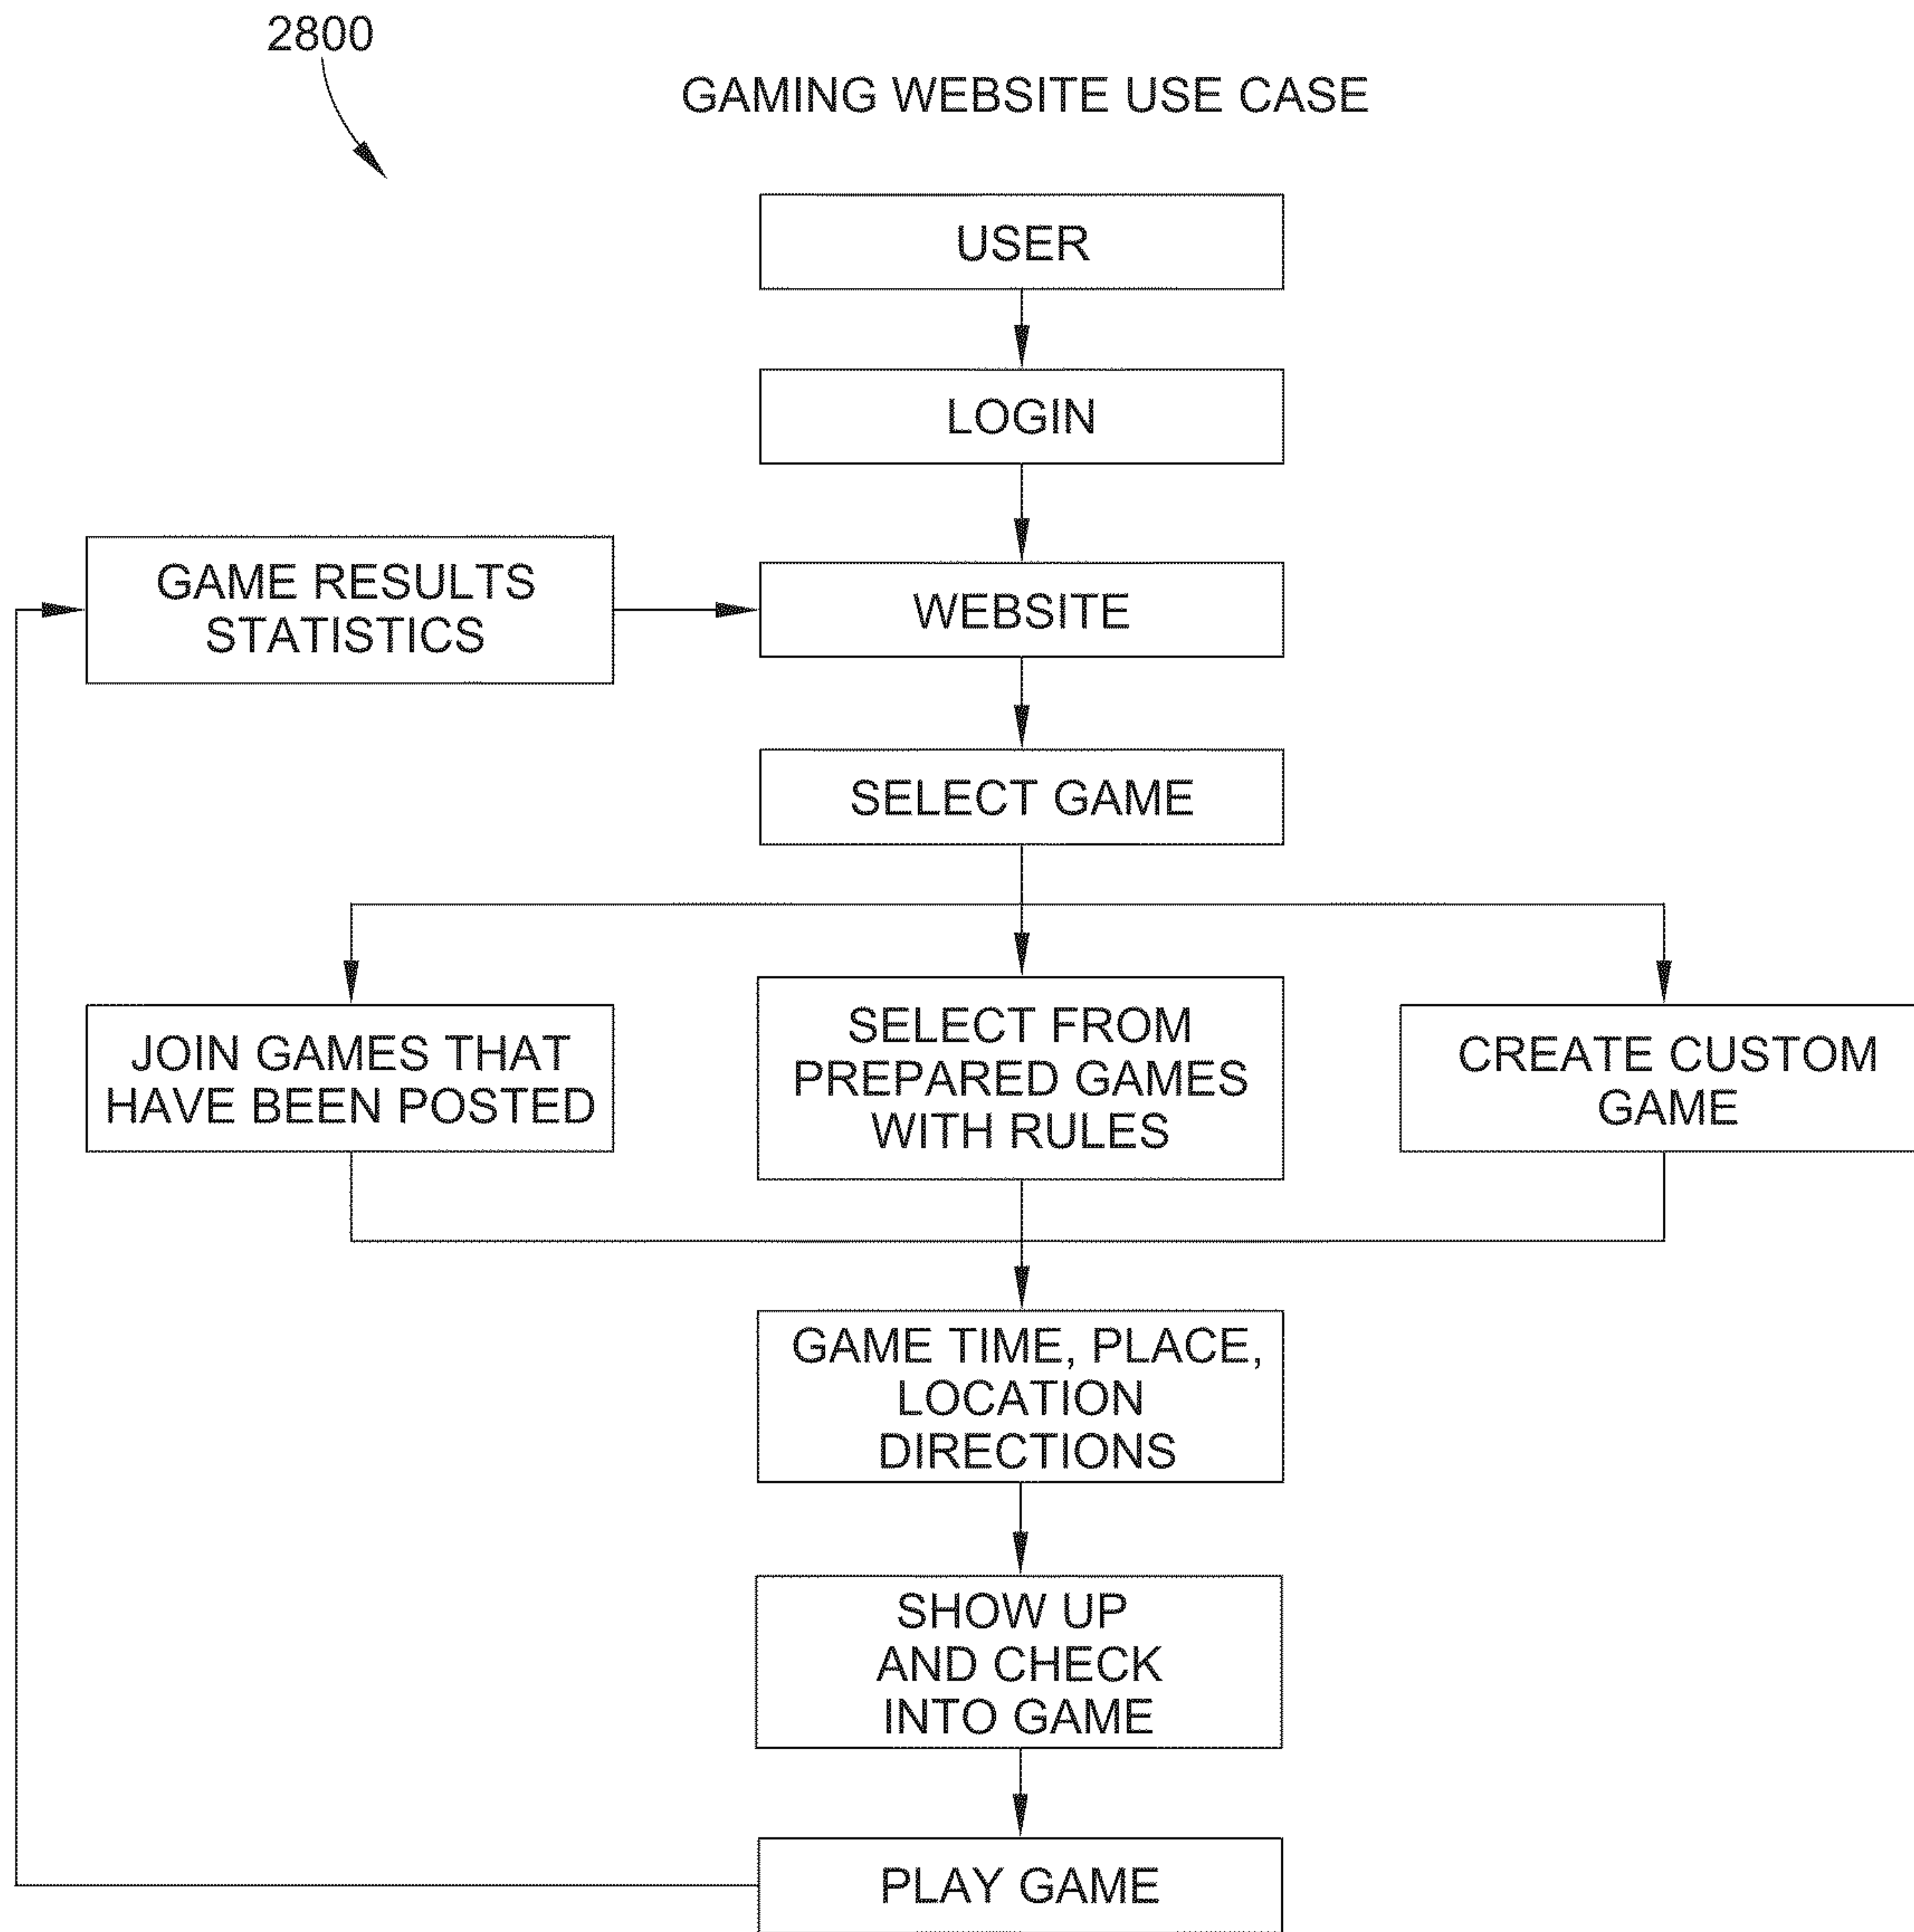 2800
GAMING WEBSITE USE CASE
USER
LOGIN
GAME RESULTS
STATISTICS
WEBSITE
SELECT GAME
JOIN GAMES THAT
HAVE BEEN POSTED
SELECT FROM
PREPARED GAMES
WITH RULES
CREATE CUSTOM
GAME
GAME TIME, PLACE,
LOCATION
DIRECTIONS
SHOW UP
AND CHECK
INTO GAME
PLAY GAME